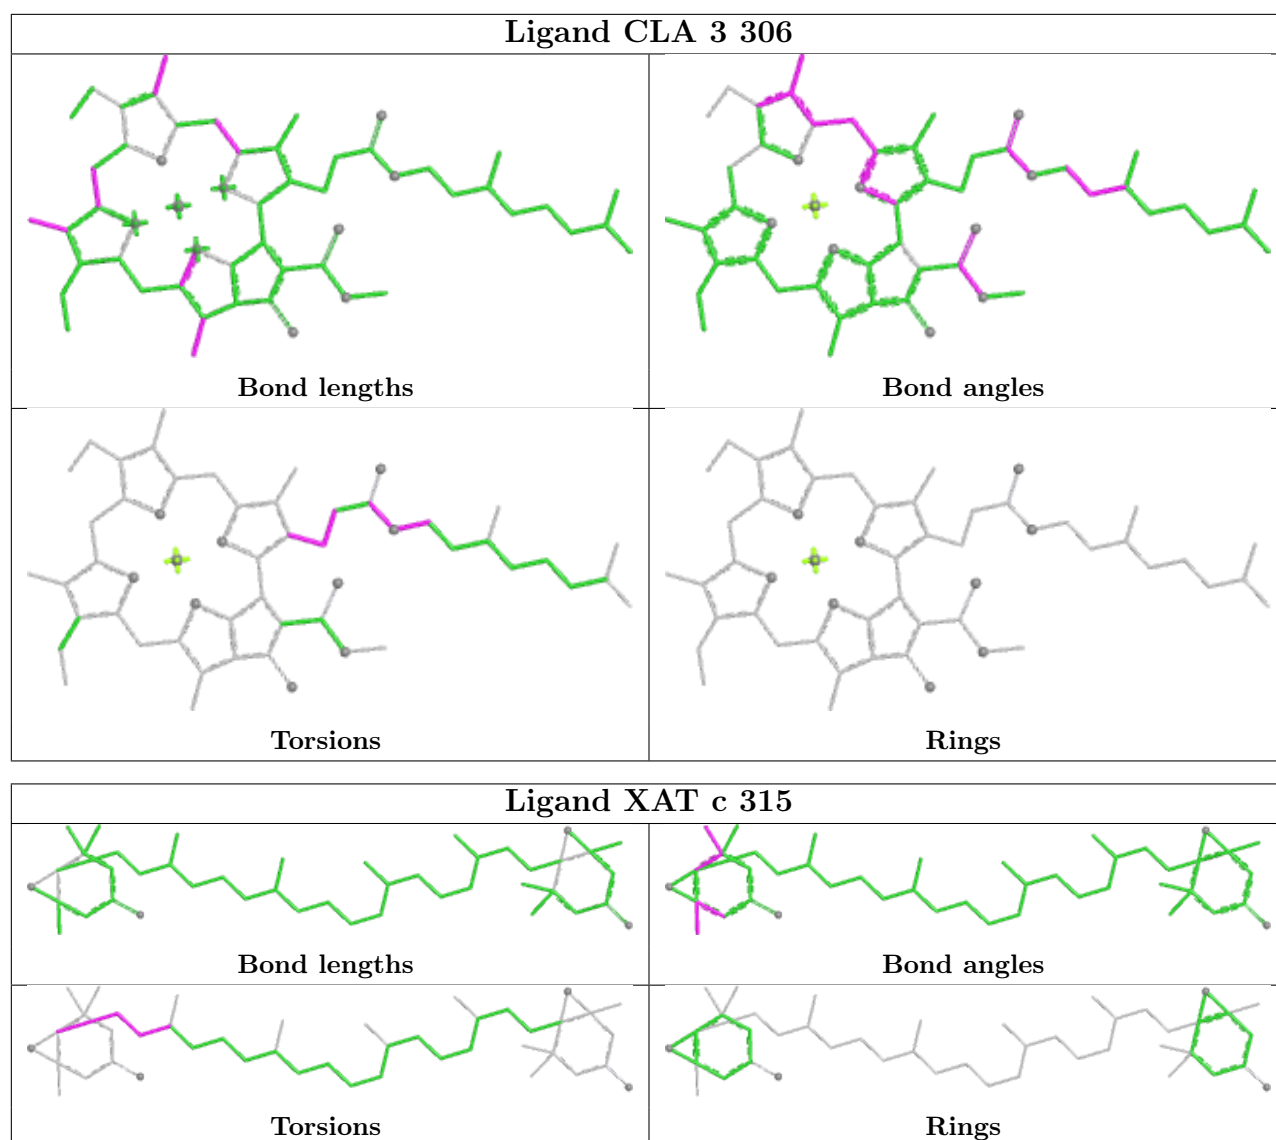 Ligand CLA 3 306
Bond lengths
Bond angles
Torsions
Rings
Ligand XAT c 315
Bond lengths
Bond angles
Torsions
Rings